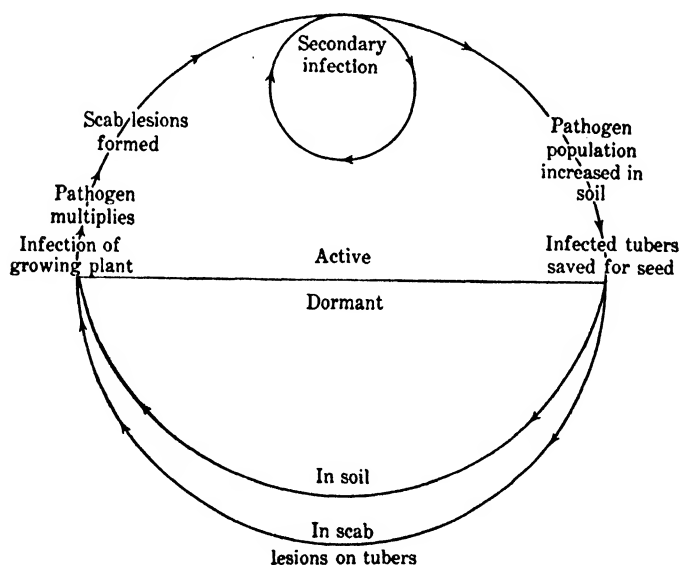 Secondary
infection
Scab lesions
formed
Pathogen
population
increased in
soil
Pathogen
multiplies
Infection of
growing plant
Infected tubers
saved for seed
Active
Dormant
In soil
In scab
lesions on tubers